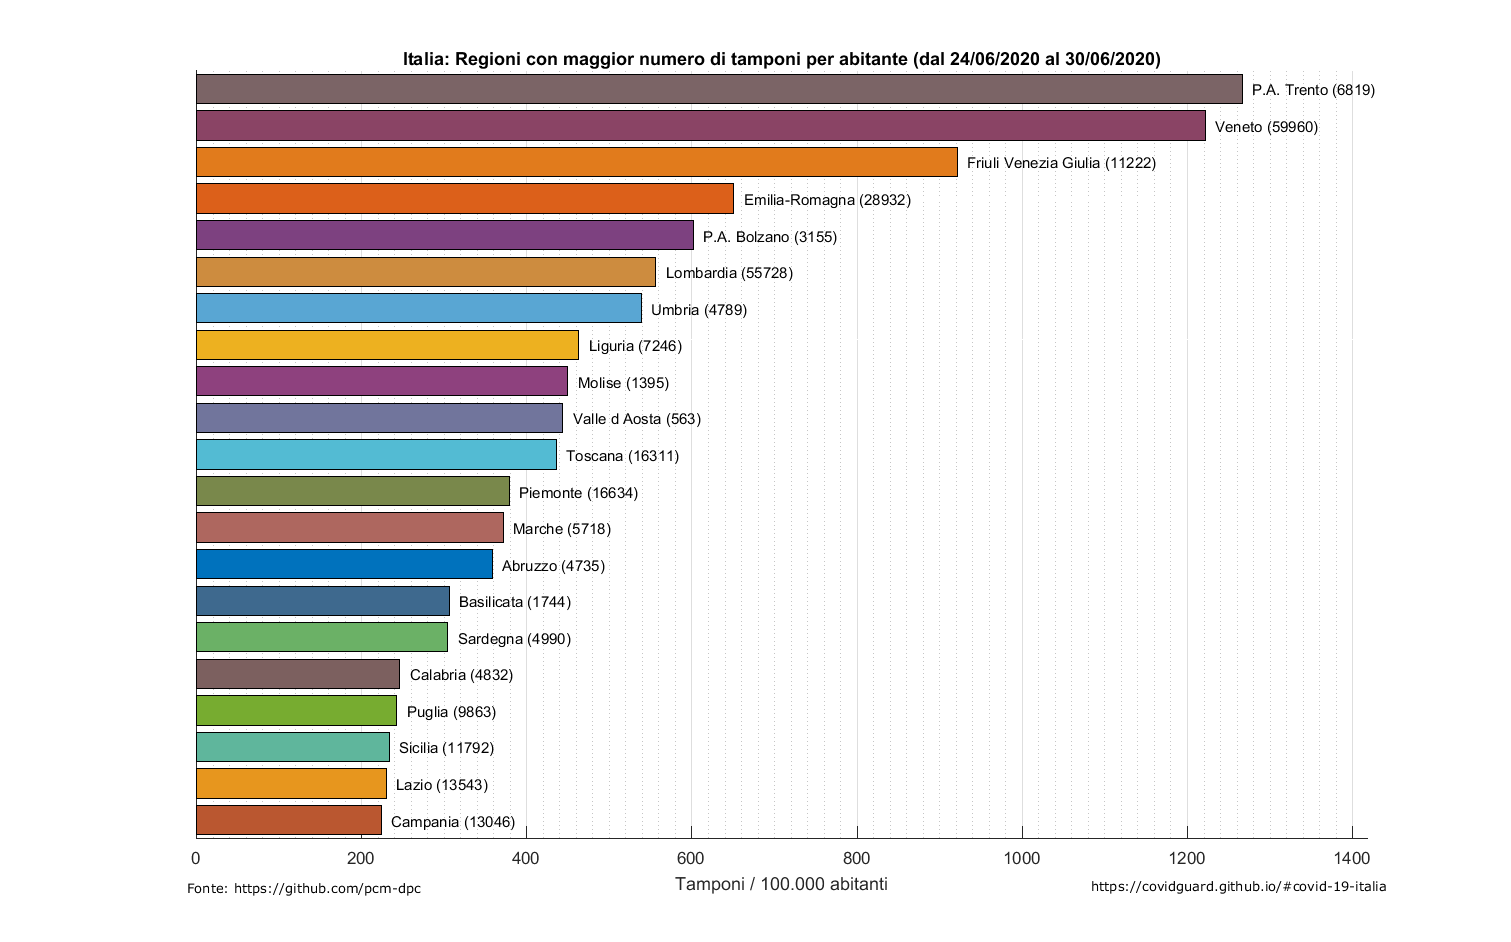 Italia: Regioni con maggior numero di tamponi per abitante (dal 24/06/2020 al 30/06/2020)
P.A. Trento (6819)
Veneto (59960)
Friuli Venezia Giulia (11222)
Emilia-Romagna (28932)
P.A. Bolzano (3155)
Lombardia (55728)
Umbria (4789)
Liguria (7246)
Molise (1395)
Valle d Aosta (563)
Toscana (16311)
Piemonte (16634)
Marche (5718)
Abruzzo (4735)
Basilicata (1744)
Sardegna (4990)
Calabria (4832)
Puglia (9863)
Sicilia (11792)
Lazio (13543)
Campania (13046)
0 200 400 600 800 1000 1200 1400
Tamponi / 100.000 abitanti
Fonte: https://github.com/pcm-dpc
https://covidguard.github.io/#covid-19-italia